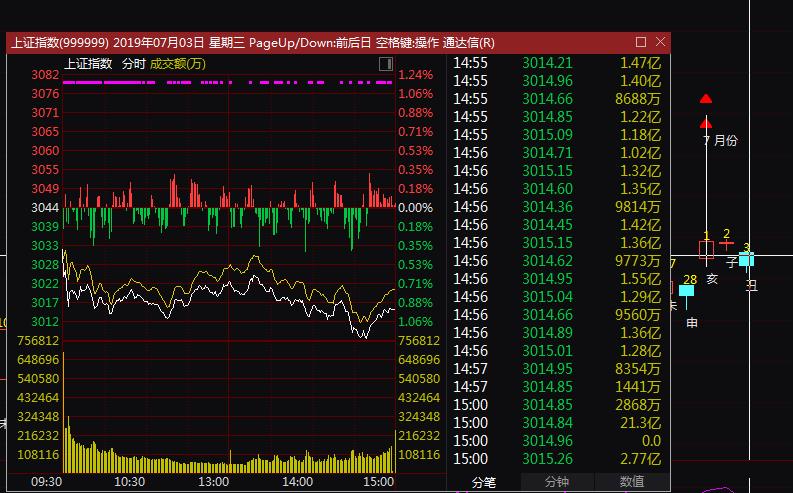 上证指数(999999) 2019年07月03日 星期三 PageUp/Down:前后日 空格键:操作 通达信(R)
上证指数 分时 成交额(万)
3082 1.24%
3076 1.06%
3071 0.88%
3066 0.71%
3060 0.53%
3055 0.35%
3049 0.18%
3044 0.00%
3039 0.18%
3033 0.35%
3028 0.53%
3022 0.71%
3017 0.88%
3012 1.06%
756812 756812
648696 648696
540580 540580
432464 432464
324348 324348
216232 216232
108116 108116
09:30 10:30 13:00 14:00 15:00
14:55 3014.21 1.47亿
14:55 3014.96 1.40亿
14:55 3014.66 8688万
14:55 3014.85 1.22亿
14:55 3015.09 1.18亿
14:56 3014.71 1.02亿
14:56 3015.15 1.32亿
14:56 3014.60 1.35亿
14:56 3014.36 9814万
14:56 3014.45 1.42亿
14:56 3015.15 1.36亿
14:56 3014.62 9773万
14:56 3014.95 1.55亿
14:56 3015.04 1.29亿
14:56 3014.66 9560万
14:56 3014.89 1.36亿
14:56 3015.01 1.28亿
14:57 3014.95 8354万
14:57 3014.85 1441万
15:00 3014.85 2868万
15:00 3014.84 21.3亿
15:00 3014.96 0.0
15:00 3015.26 2.77亿
分笔 分钟 数值
7 月份
1 2 3
子
7 28 亥 丑
申